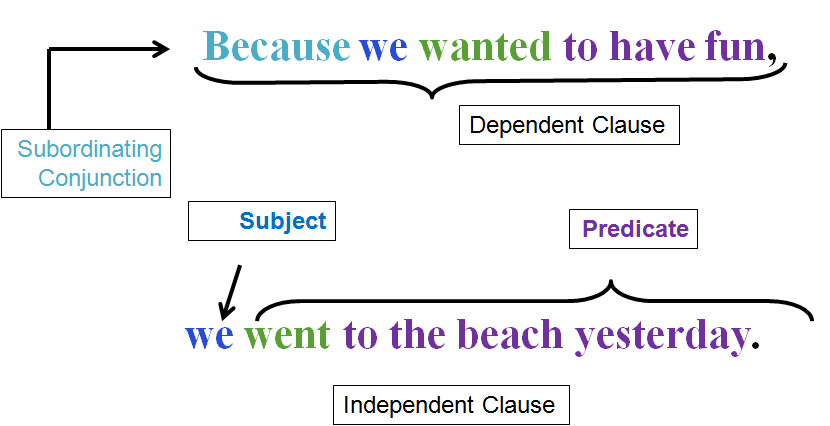 Because we wanted to have fun,
Dependent Clause
Subordinating
Conjunction
Subject
Predicate
we went to the beach yesterday.
Independent Clause